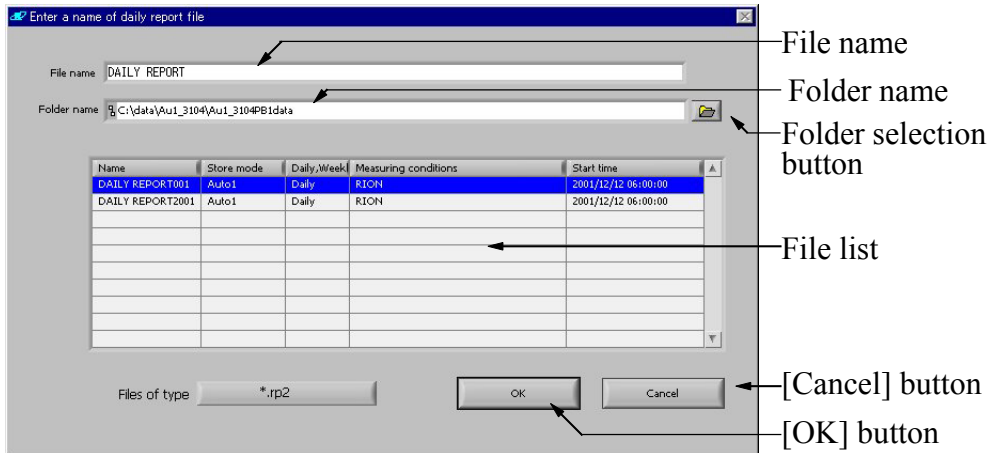 Enter a name of daily report file
File name
File name DAILY REPORT
Folder name
Folder name C:\data\Au1_3104\Au1_3104PB1data
Folder selection
button
Name Store mode Daily,Weekl Measuring conditions Start time
DAILY REPORT001 Auto1 Daily RION 2001/12/12 06:00:00
DAILY REPORT2001 Auto1 Daily RION 2001/12/12 06:00:00
File list
Files of type *.rp2 OK Cancel
[Cancel] button
[OK] button